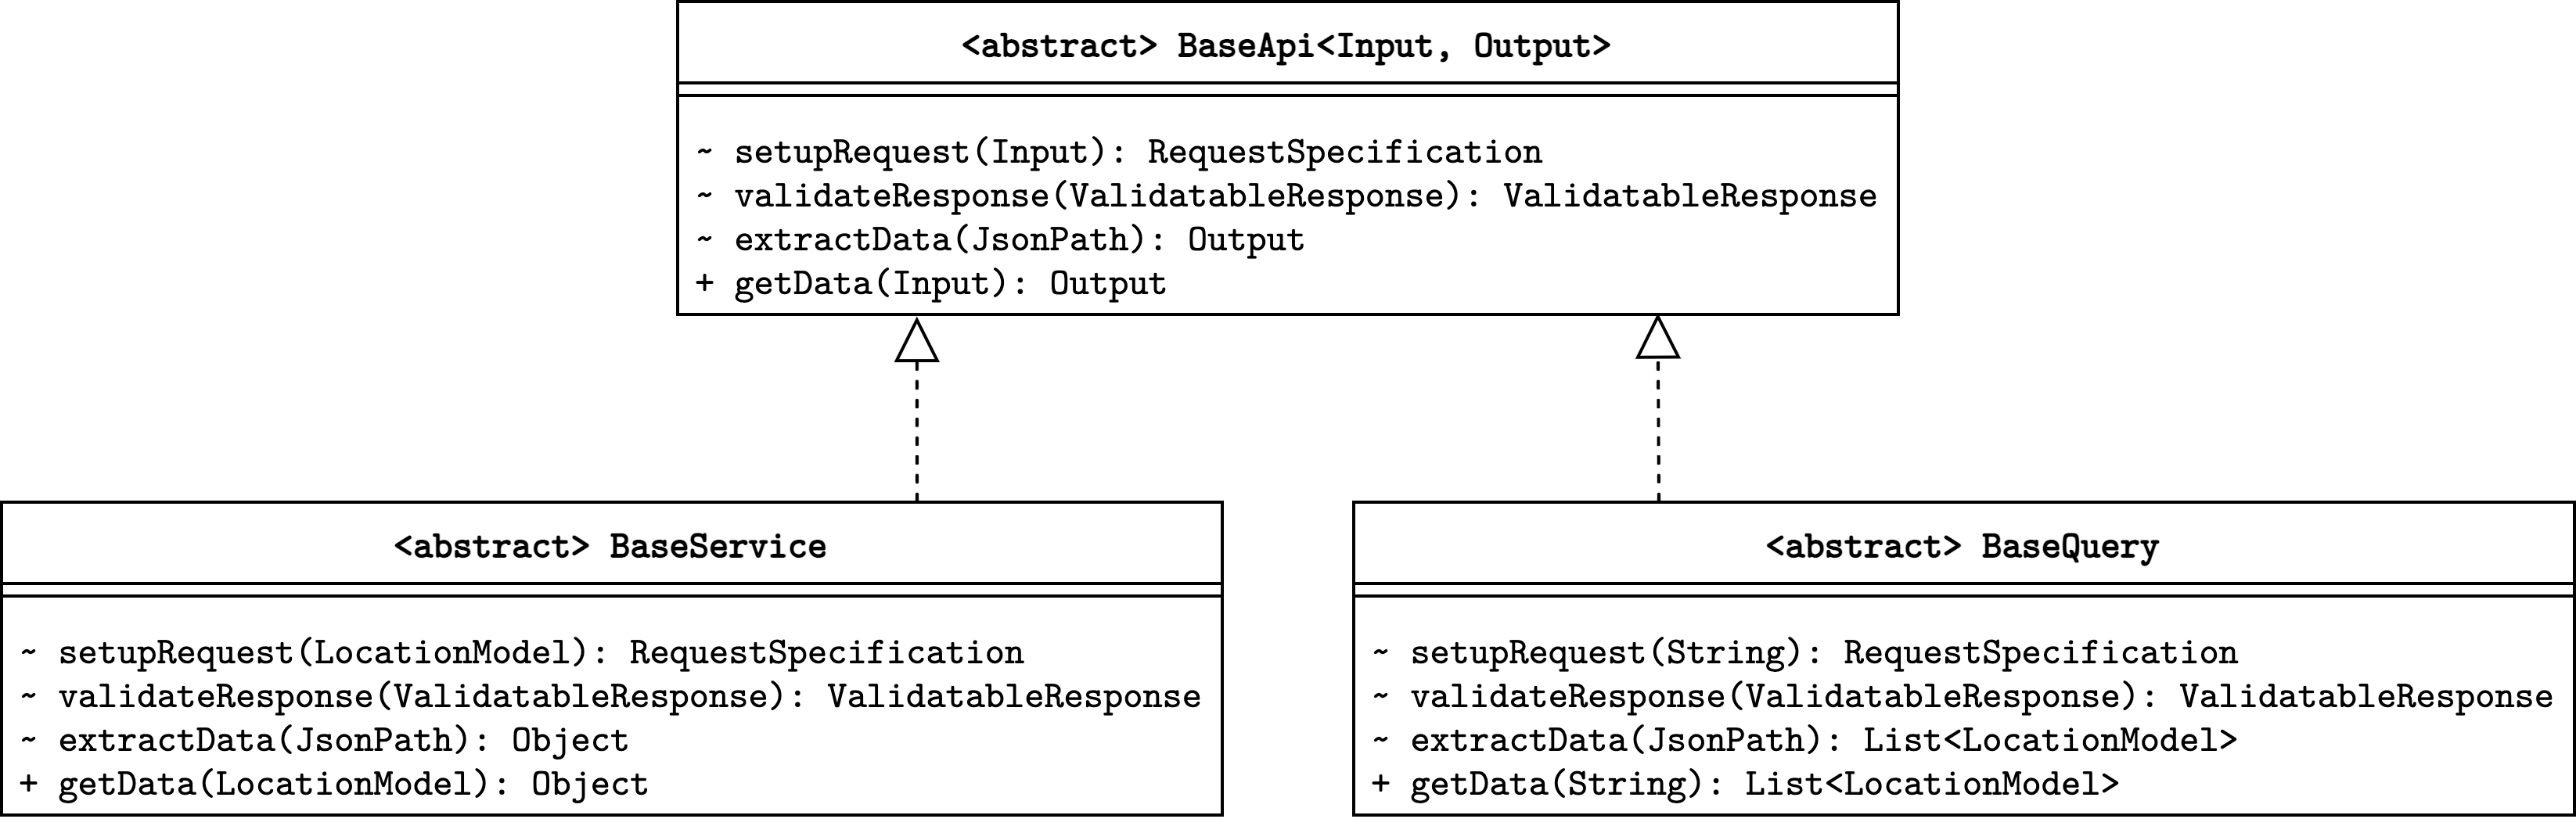 <abstract> BaseApi<Input, Output>
~ setupRequest(Input): RequestSpecification
~ validateResponse(ValidatableResponse): ValidatableResponse
~ extractData(JsonPath): Output
+ getData(Input): Output
<abstract> BaseService
~ setupRequest(LocationModel): RequestSpecification
~ validateResponse(ValidatableResponse): ValidatableResponse
~ extractData(JsonPath): Object
+ getData(LocationModel): Object
<abstract> BaseQuery
~ setupRequest(String): RequestSpecification
~ validateResponse(ValidatableResponse): ValidatableResponse
~ extractData(JsonPath): List<LocationModel>
+ getData(String): List<LocationModel>